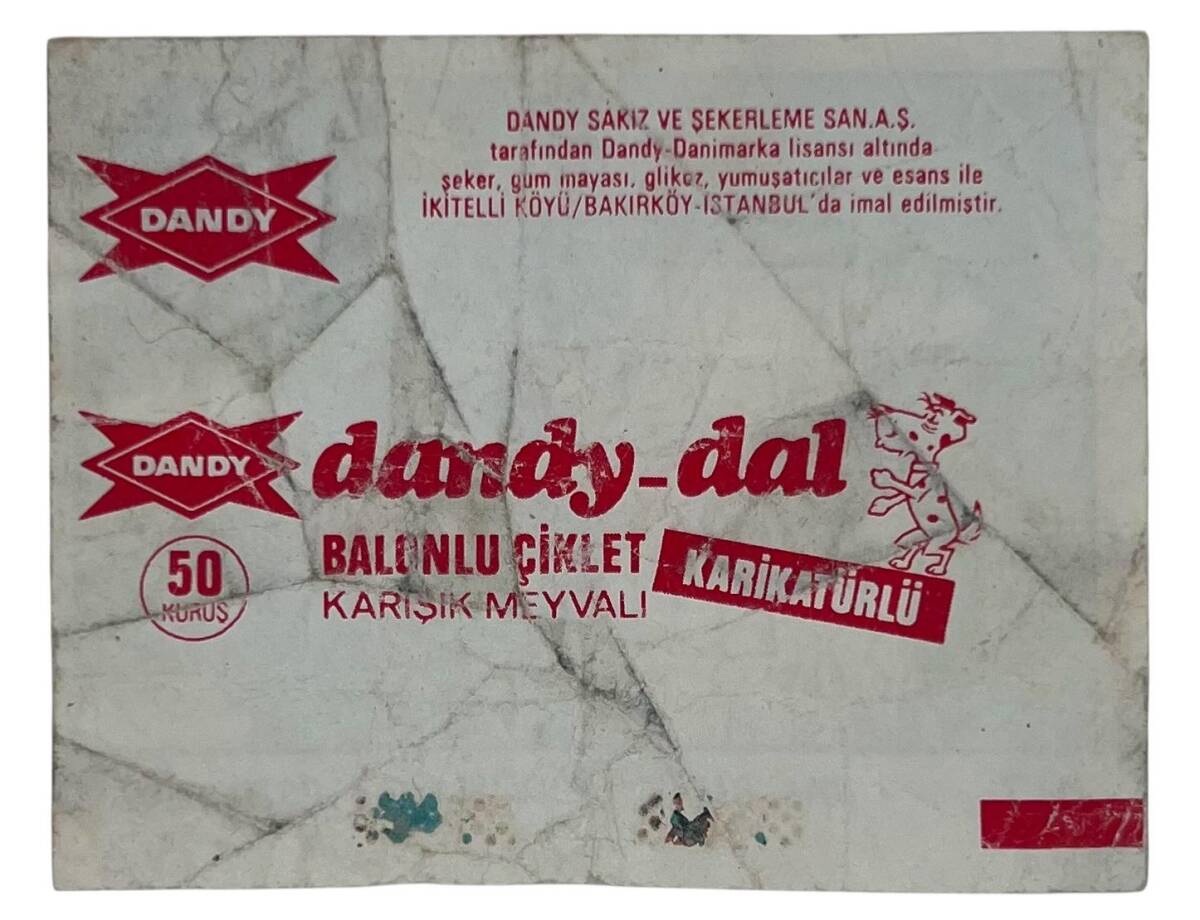 DANDY SAKIZ VE ŞEKERLEME SAN.A.Ş.
tarafından Dandy-Danimarka lisansı altında
şeker, gum mayası, glikoz, yumuşatıcılar ve esans ile
İKİTELLİ KÖYÜ/BAKIRKÖY-İSTANBUL'da imal edilmiştir.
DANDY
DANDY
dandy-dal
BALONLU ÇİKLET
KARIŞIK MEYVALI
KARİKATÜRLÜ
50
KURUŞ